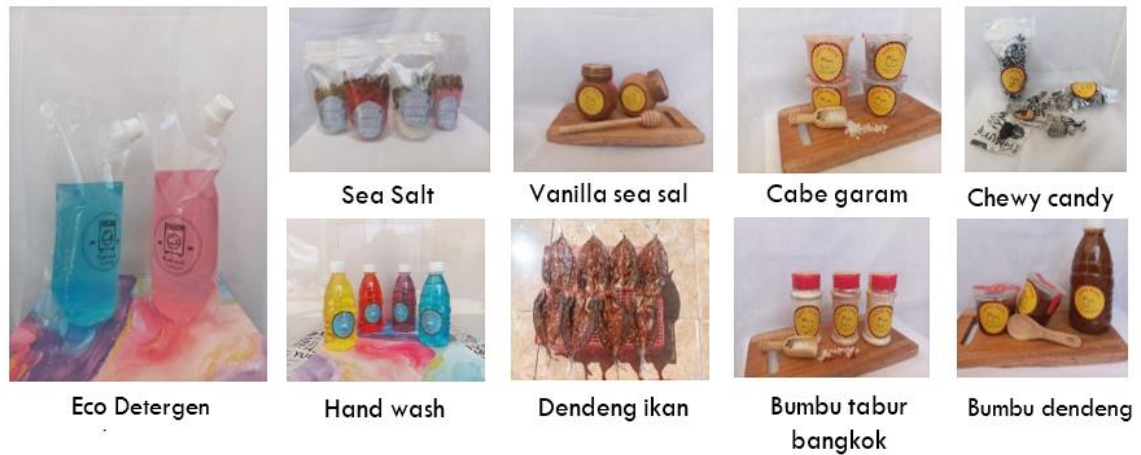 Sea Salt
Vanilla sea sal
Cabe garam
Chewy candy
Eco Detergen
Hand wash
Dendeng ikan
Bumbu tabur
bangkok
Bumbu dendeng